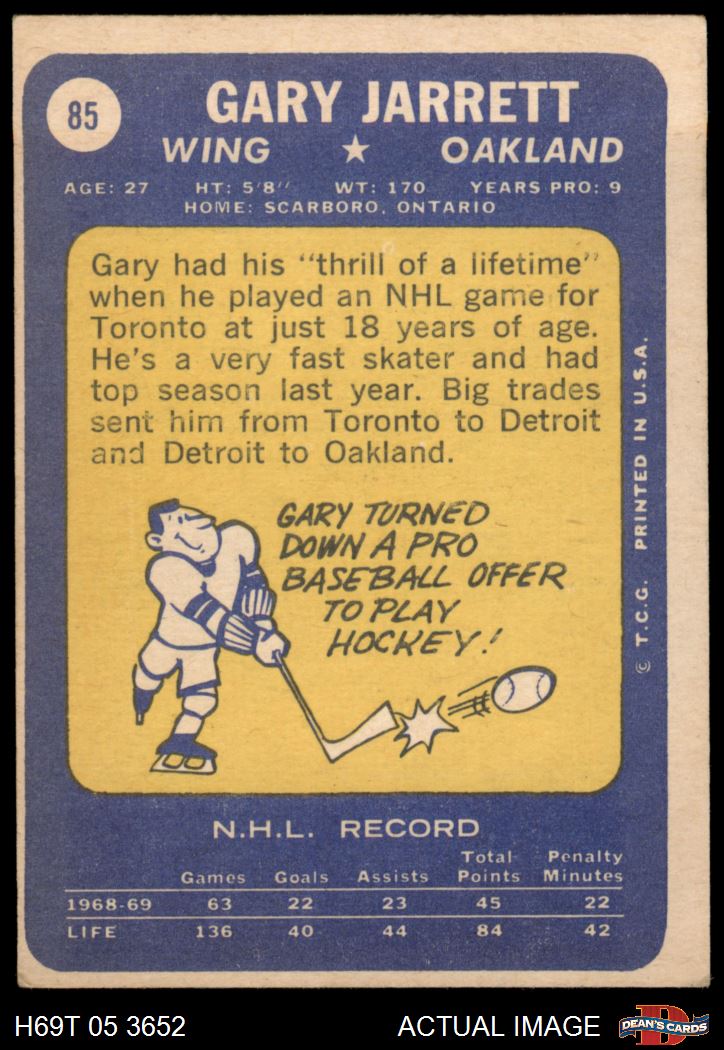 85
GARY JARRETT
WING ★ OAKLAND
AGE: 27 HT: 5'8" WT: 170 YEARS PRO: 9
HOME: SCARBORO, ONTARIO
Gary had his "thrill of a lifetime"
when he played an NHL game for
Toronto at just 18 years of age.
He's a very fast skater and had
top season last year. Big trades
sent him from Toronto to Detroit
and Detroit to Oakland.
GARY TURNED
DOWN A PRO
BASEBALL OFFER
TO PLAY
HOCKEY!
© T.C.G. PRINTED IN U.S.A.
N.H.L. RECORD
Games Goals Assists Total Points Penalty Minutes
1968-69 63 22 23 45 22
LIFE 136 40 44 84 42
H69T 05 3652 ACTUAL IMAGE
D
DEAN'S CARDS